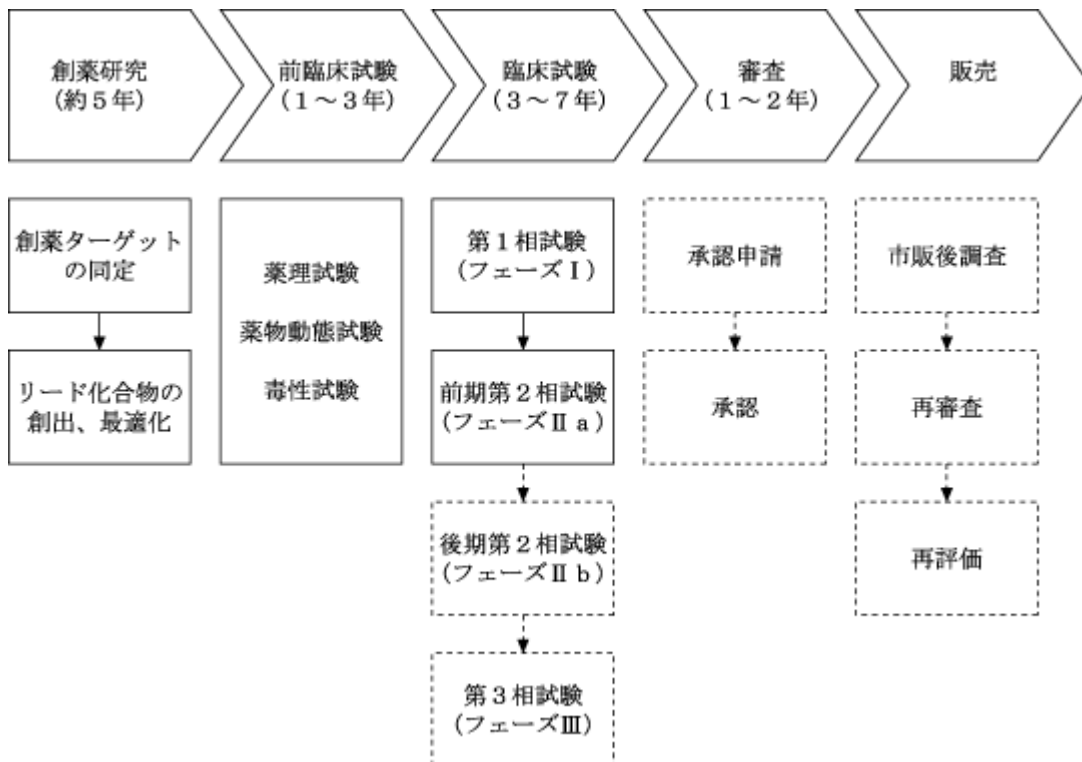 創薬研究
(約5年)
前臨床試験
(1～3年)
臨床試験
(3～7年)
審査
(1～2年)
販売
創薬ターゲット
の同定
リード化合物の
創出、最適化
薬理試験
薬物動態試験
毒性試験
第1相試験
(フェーズⅠ)
前期第2相試験
(フェーズⅡa)
後期第2相試験
(フェーズⅡb)
第3相試験
(フェーズⅢ)
承認申請
承認
市販後調査
再審査
再評価